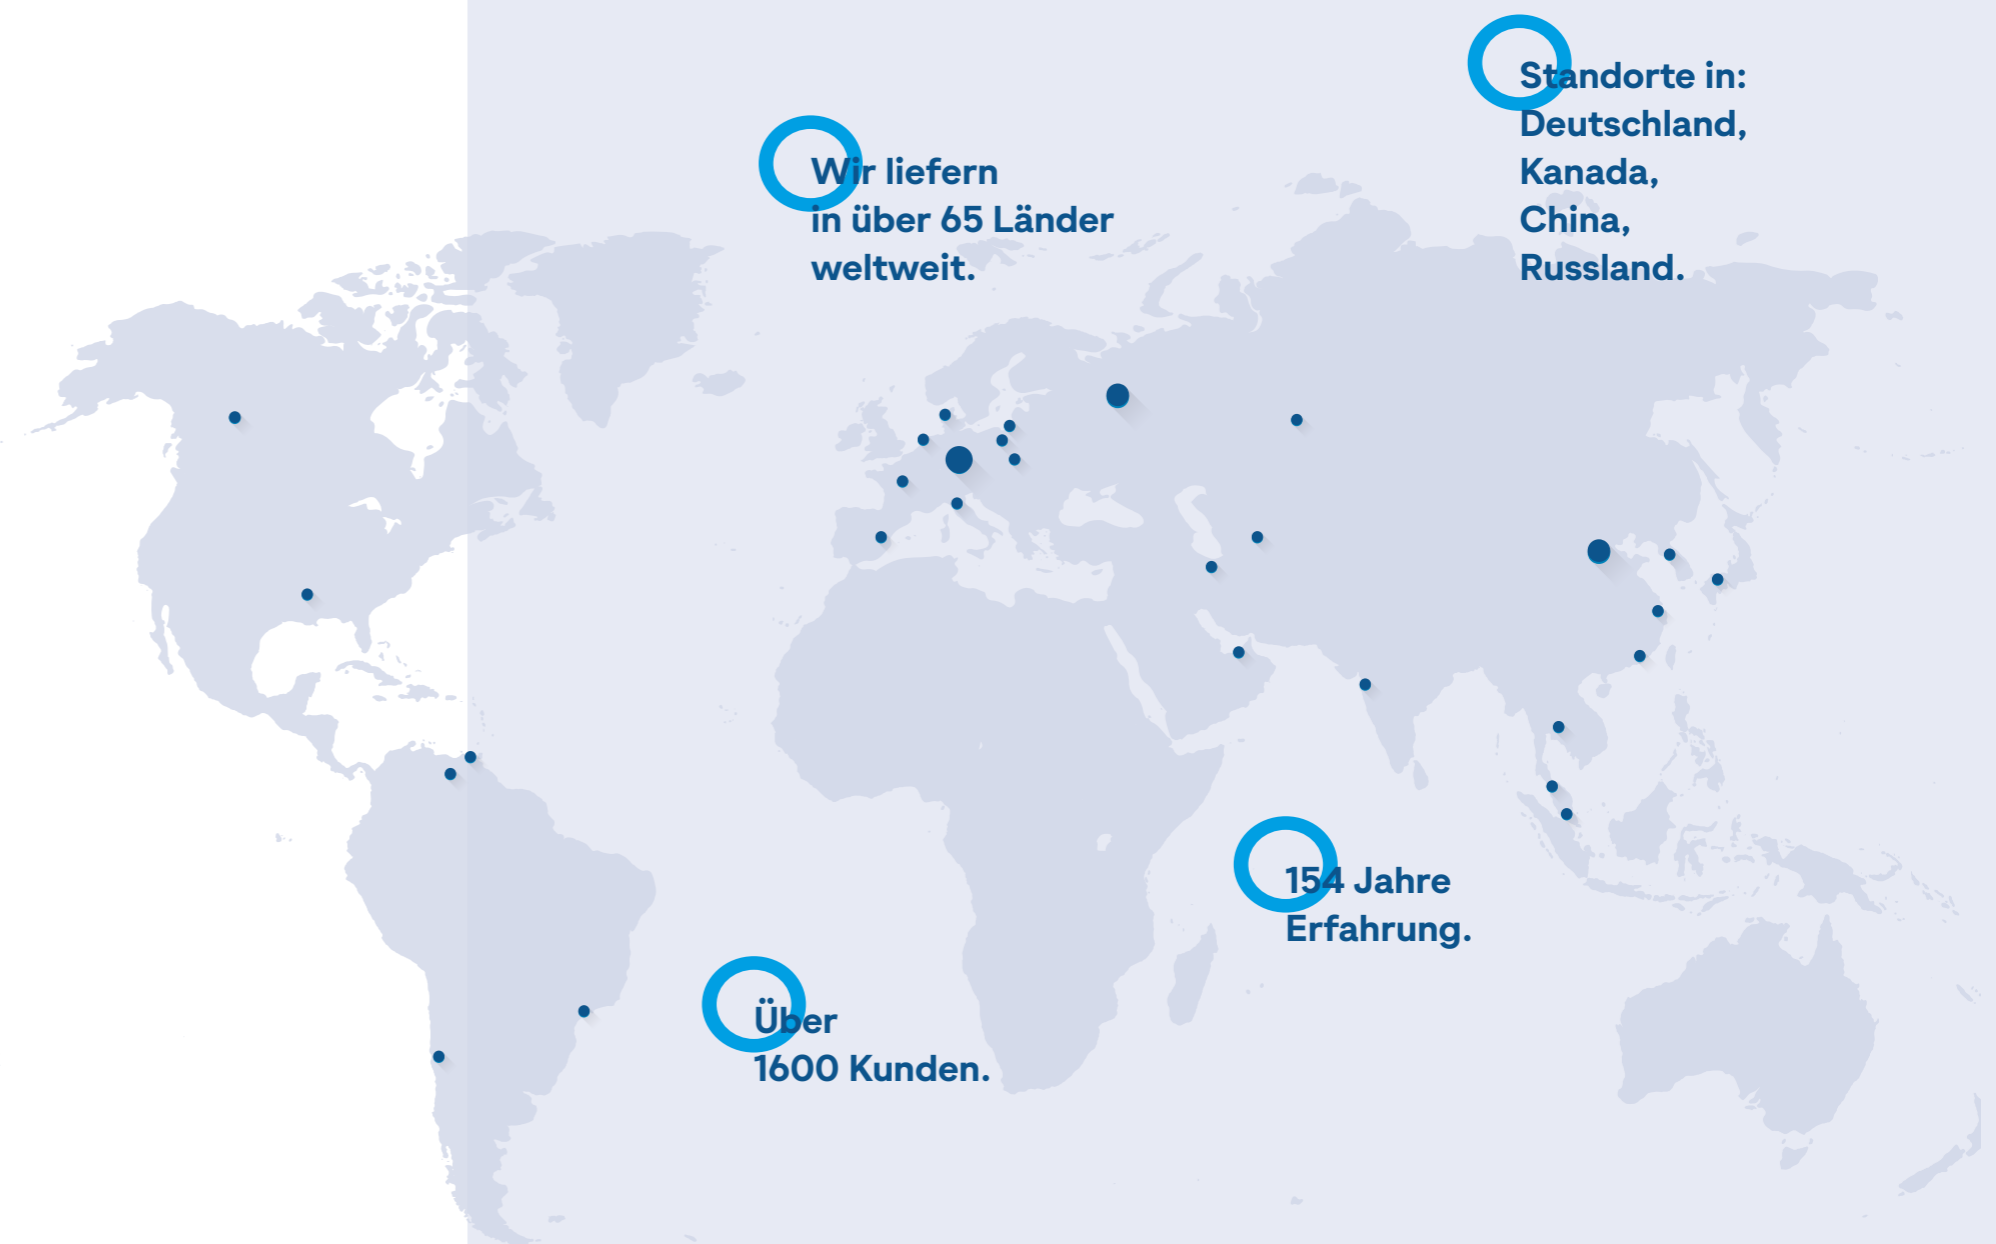 Wir liefern
in über 65 Länder
weltweit.
Standorte in:
Deutschland,
Kanada,
China,
Russland.
154 Jahre
Erfahrung.
Über
1600 Kunden.